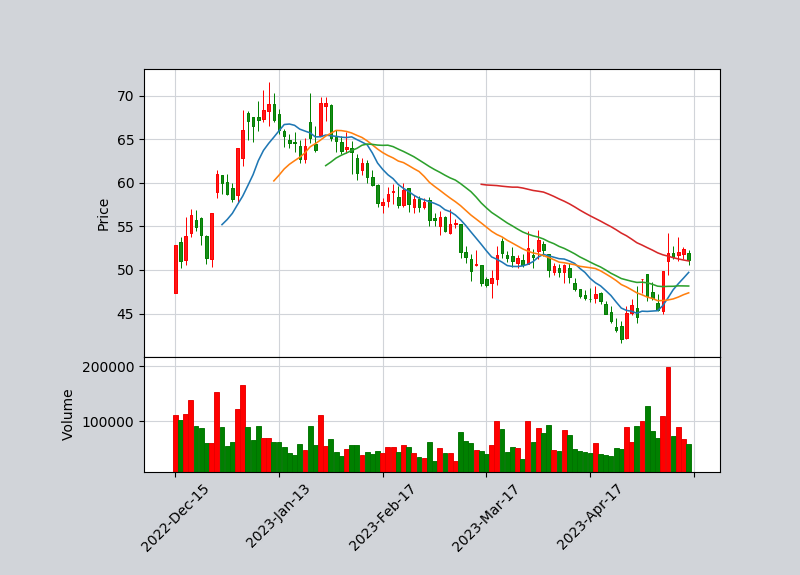 Price
70
65
60
55
50
45
Volume
200000
100000
2022-Dec-15
2023-Jan-13
2023-Feb-17
2023-Mar-17
2023-Apr-17